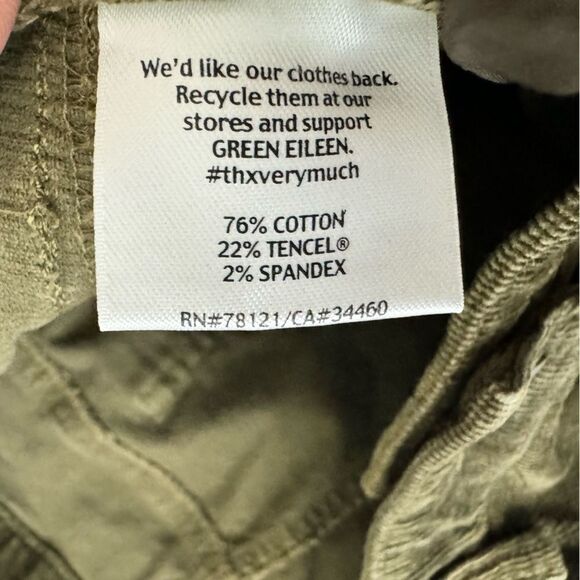 We'd like our clothes back.
Recycle them at our
stores and support
GREEN EILEEN.
#thxverymuch
76% COTTON
22% TENCEL®
2% SPANDEX
RN#78121/CA#34460